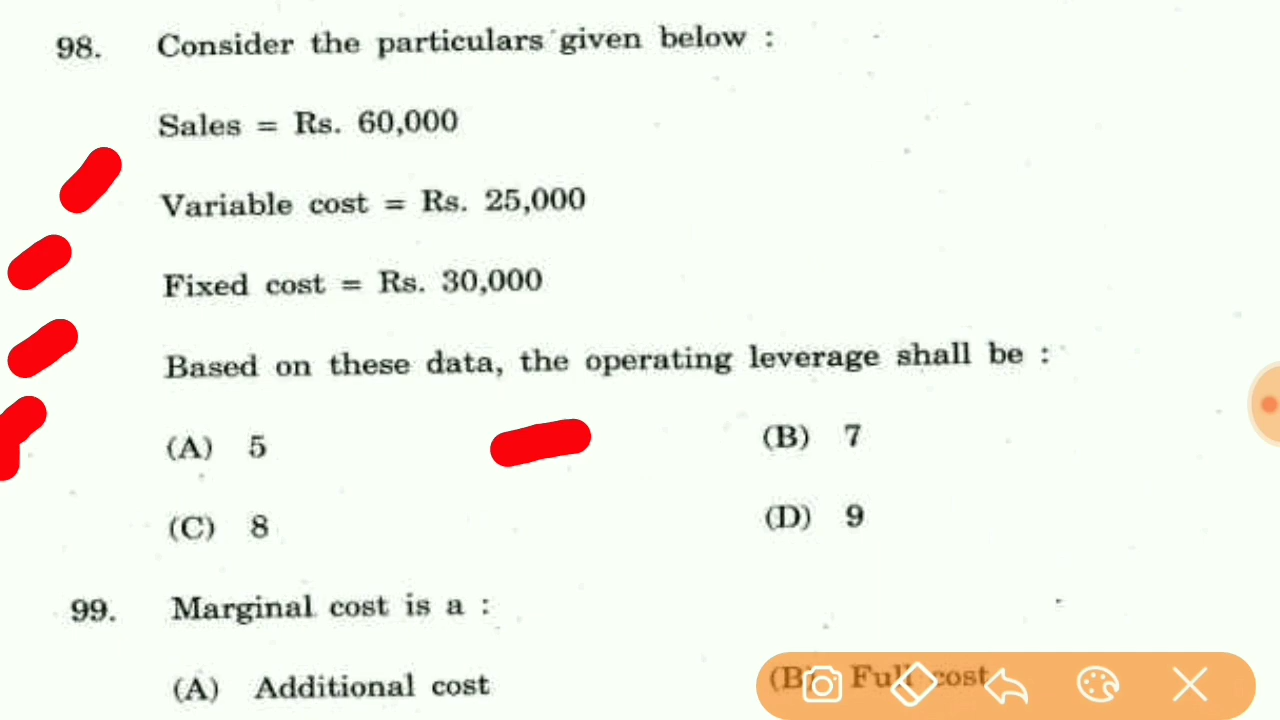 98. Consider the particulars given below :
Sales = Rs. 60,000
Variable cost = Rs. 25,000
Fixed cost = Rs. 30,000
Based on these data, the operating leverage shall be :
(A) 5 (B) 7
(C) 8 (D) 9
99. Marginal cost is a :
(A) Additional cost (B) Full cost